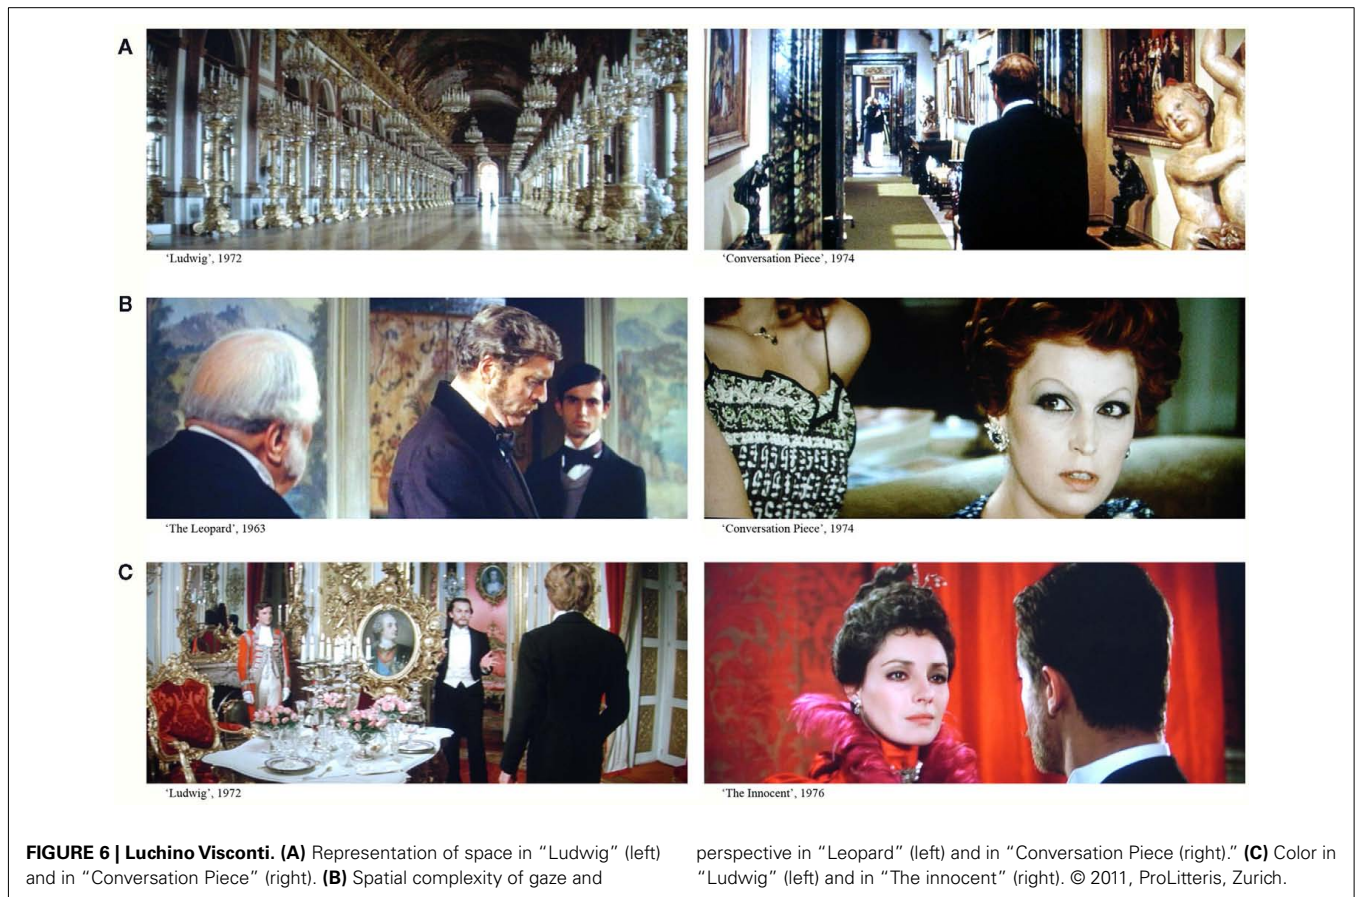 A
'Ludwig', 1972
'Conversation Piece', 1974
B
'The Leopard', 1963
'Conversation Piece', 1974
C
'Ludwig', 1972
'The Innocent', 1976
FIGURE 6 | Luchino Visconti. (A) Representation of space in “Ludwig” (left)
and in “Conversation Piece” (right). (B) Spatial complexity of gaze and
perspective in “Leopard” (left) and in “Conversation Piece (right).” (C) Color in
“Ludwig” (left) and in “The innocent” (right). © 2011, ProLitteris, Zurich.